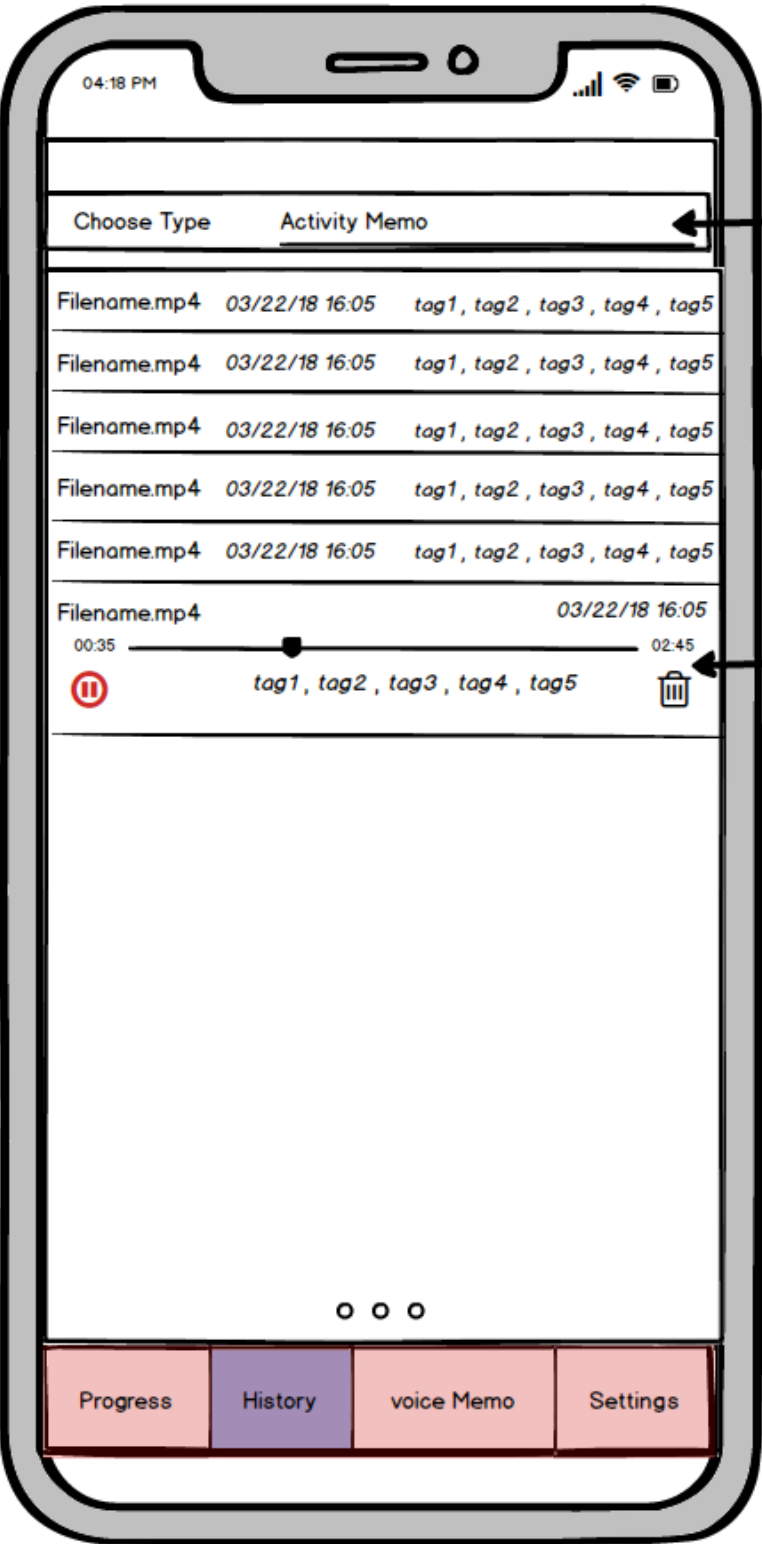 04:18 PM
Choose Type Activity Memo
Filename.mp4 03/22/18 16:05 tag1, tag2 , tag3 , tag4 , tag5
Filename.mp4 03/22/18 16:05 tag1, tag2 , tag3 , tag4 , tag5
Filename.mp4 03/22/18 16:05 tag1, tag2 , tag3 , tag4 , tag5
Filename.mp4 03/22/18 16:05 tag1, tag2 , tag3 , tag4 , tag5
Filename.mp4 03/22/18 16:05 tag1, tag2 , tag3 , tag4 , tag5
Filename.mp4 03/22/18 16:05
00:35 02:45
tag1, tag2 , tag3 , tag4 , tag5
Progress History voice Memo Settings